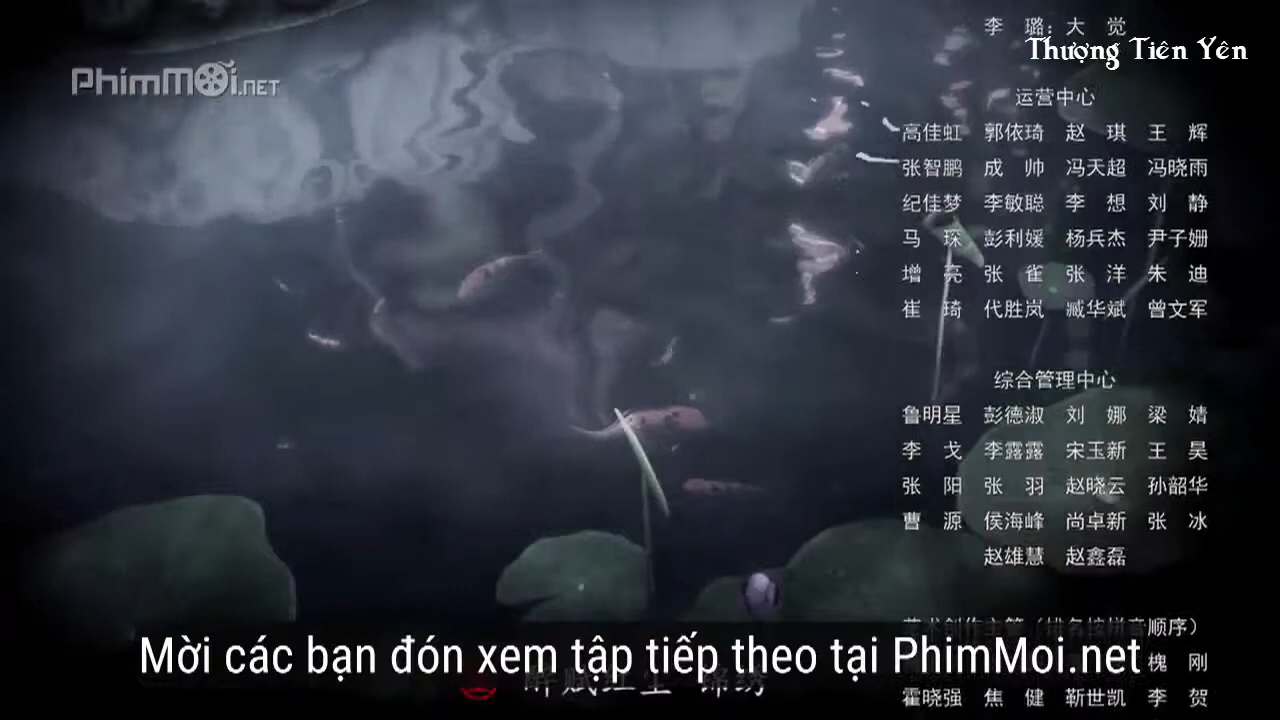 李 璐：大 觉
Thượng Tiên Yên
PhimMoi.NET
运营中心
高佳虹 郭依琦 赵 琪 王 辉
张智鹏 成 帅 冯天超 冯晓雨
纪佳梦 李敏聪 李 想 刘 静
马 琛 彭利媛 杨兵杰 尹子姗
增 亮 张 雀 张 洋 朱 迪
崔 琦 代胜岚 臧华斌 曾文军
综合管理中心
鲁明星 彭德淑 刘 娜 梁 婧
李 戈 李露露 宋玉新 王 昊
张 阳 张 羽 赵晓云 孙韶华
曹 源 侯海峰 尚卓新 张 冰
赵雄慧 赵鑫磊
（排名按拼音顺序）
Mời các bạn đón xem tập tiếp theo tại PhimMoi.net
槐 刚
霍晓强 焦 健 靳世凯 李 贺